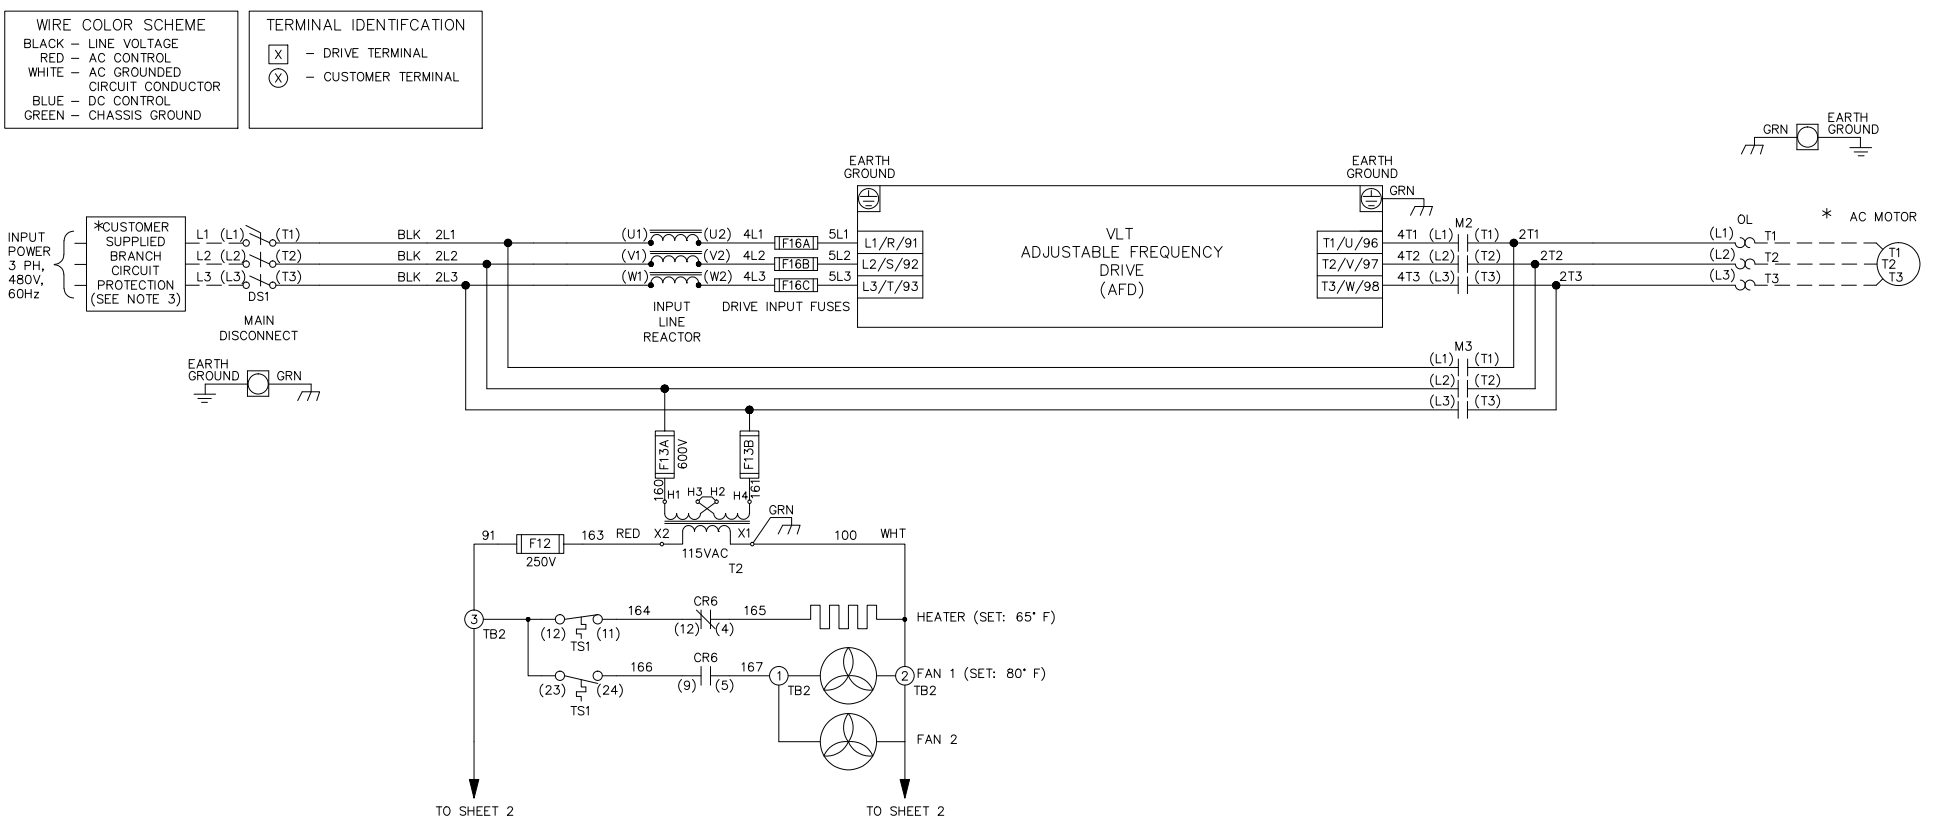 WIRE COLOR SCHEME
BLACK – LINE VOLTAGE
RED – AC CONTROL
WHITE – AC GROUNDED
CIRCUIT CONDUCTOR
BLUE – DC CONTROL
GREEN – CHASSIS GROUND
TERMINAL IDENTIFCATION
X – DRIVE TERMINAL
X – CUSTOMER TERMINAL
INPUT
POWER
3 PH,
480V,
60Hz
*CUSTOMER
SUPPLIED
BRANCH
CIRCUIT
PROTECTION
(SEE NOTE 3)
L1 (L1) (T1) BLK 2L1 (U1) (U2) 4L1 F16A 5L1 L1/R/91
L2 (L2) (T2) BLK 2L2 (V1) (V2) 4L2 F16B 5L2 L2/S/92
L3 (L3) (T3) BLK 2L3 (W1) (W2) 4L3 F16C 5L3 L3/T/93
DS1
MAIN
DISCONNECT
INPUT
LINE
REACTOR
DRIVE INPUT FUSES
EARTH
GROUND
GRN
EARTH
GROUND
VLT
ADJUSTABLE FREQUENCY
DRIVE
(AFD)
EARTH
GROUND
GRN
M2
T1/U/96 4T1 (L1) (T1) 2T1
T2/V/97 4T2 (L2) (T2) 2T2
T3/W/98 4T3 (L3) (T3) 2T3
GRN
EARTH
GROUND
OL
* AC MOTOR
(L1) T1
(L2) T2
(L3) T3
T1
T2
T3
M3
(L1) (T1)
(L2) (T2)
(L3) (T3)
F13A
600V
F13B
160
161
H1 H3 H2 H4
GRN
91 F12 163 RED X2 X1 100 WHT
250V
115VAC
T2
3
TB2
164 CR6 165
(12) (11) (12) (4)
TS1
HEATER (SET: 65° F)
166 CR6 167
(23) (24) (9) (5)
TS1
1
TB2
2
TB2
FAN 1 (SET: 80° F)
FAN 2
TO SHEET 2
TO SHEET 2